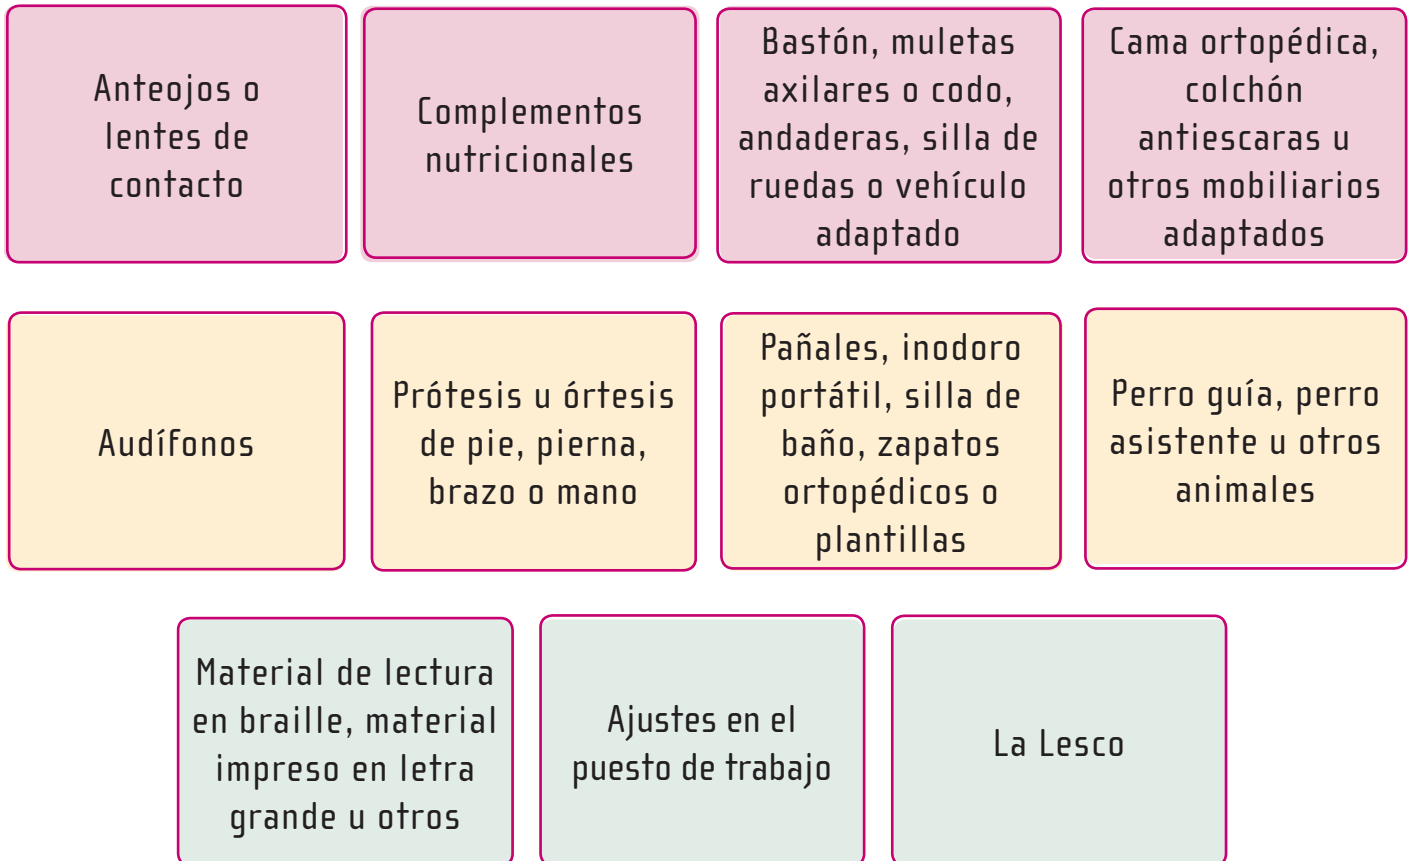 Anteojos o
lentes de
contacto
Complementos
nutricionales
Bastón, muletas
axilares o codo,
andaderas, silla de
ruedas o vehículo
adaptado
Cama ortopédica,
colchón
antiescaras u
otros mobiliarios
adaptados
Audífonos
Prótesis u órtesis
de pie, pierna,
brazo o mano
Pañales, inodoro
portátil, silla de
baño, zapatos
ortopédicos o
plantillas
Perro guía, perro
asistente u otros
animales
Material de lectura
en braille, material
impreso en letra
grande u otros
Ajustes en el
puesto de trabajo
La Lesco